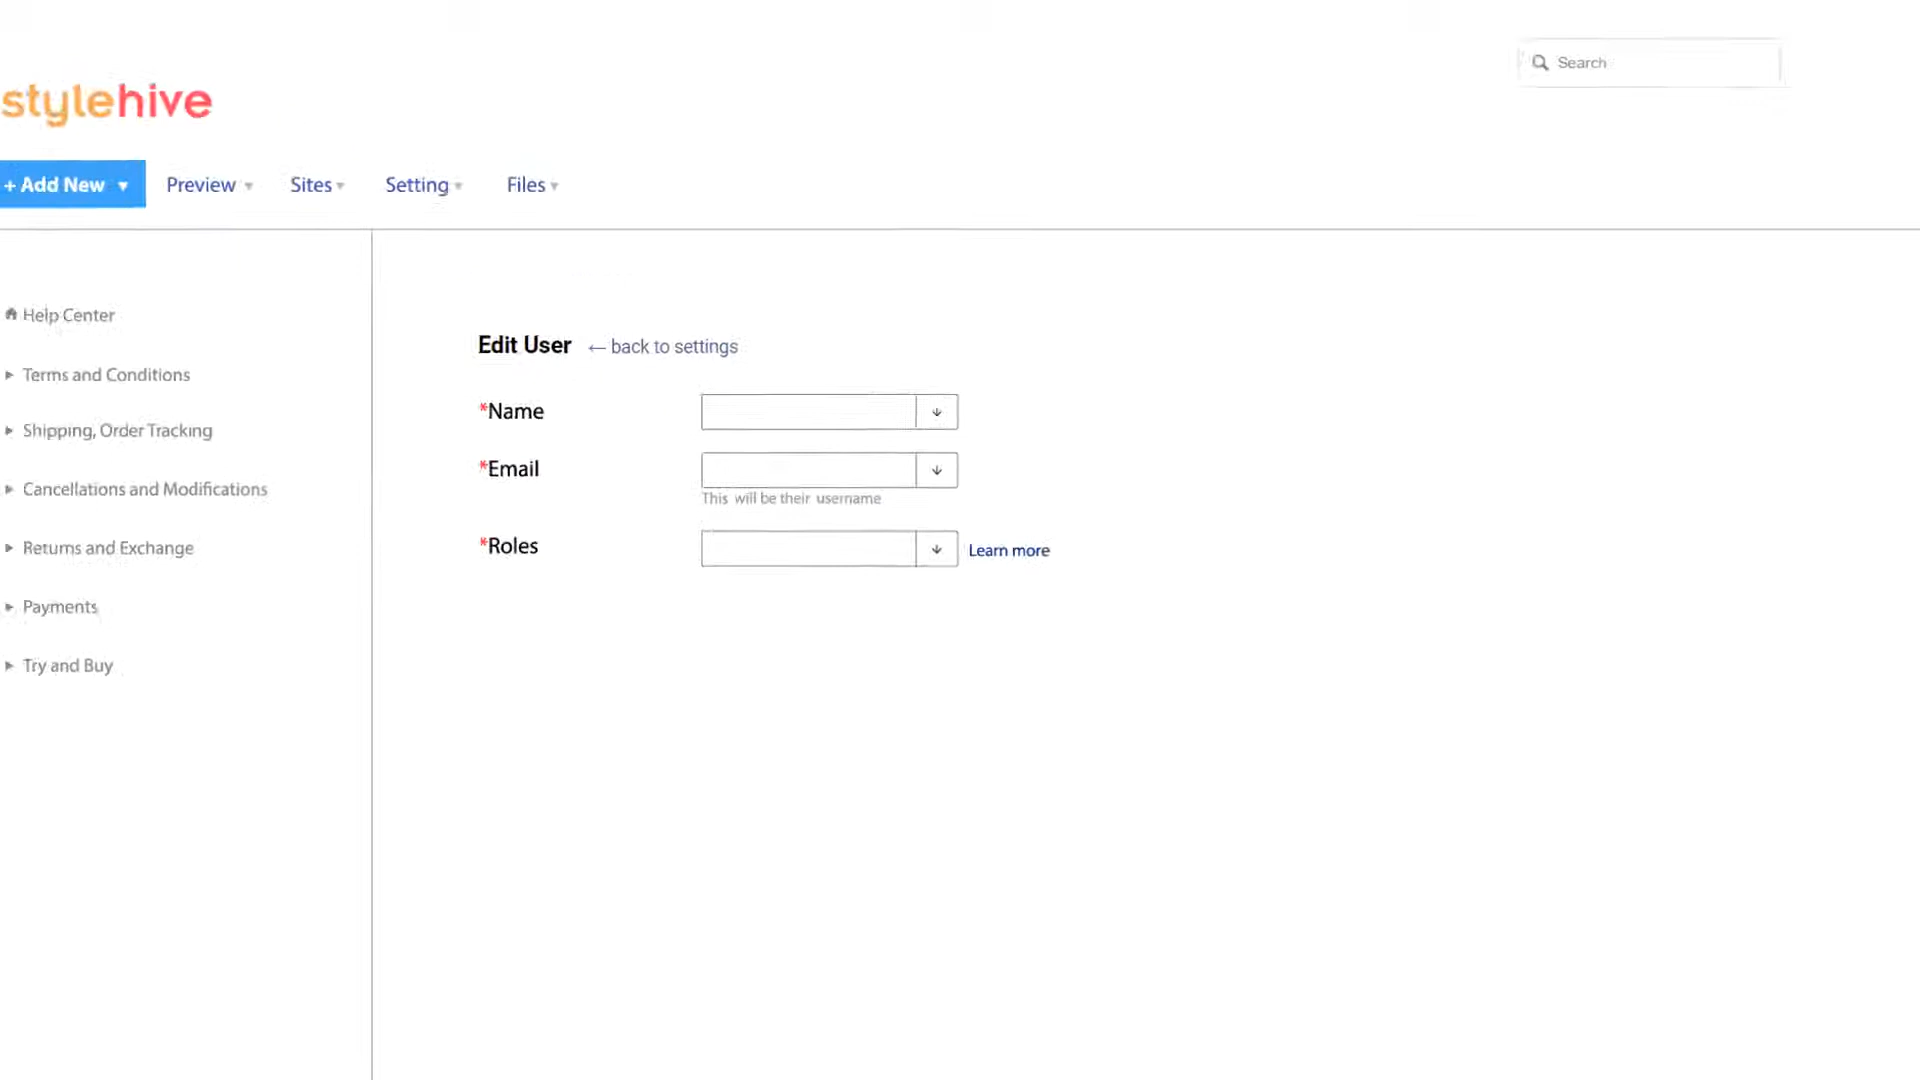 Search
stylehive
+ Add New Preview Sites Setting Files
Help Center
Terms and Conditions
Shipping, Order Tracking
Cancellations and Modifications
Returns and Exchange
Payments
Try and Buy
Edit User ← back to settings
*Name
*Email
This will be their username
*Roles Learn more